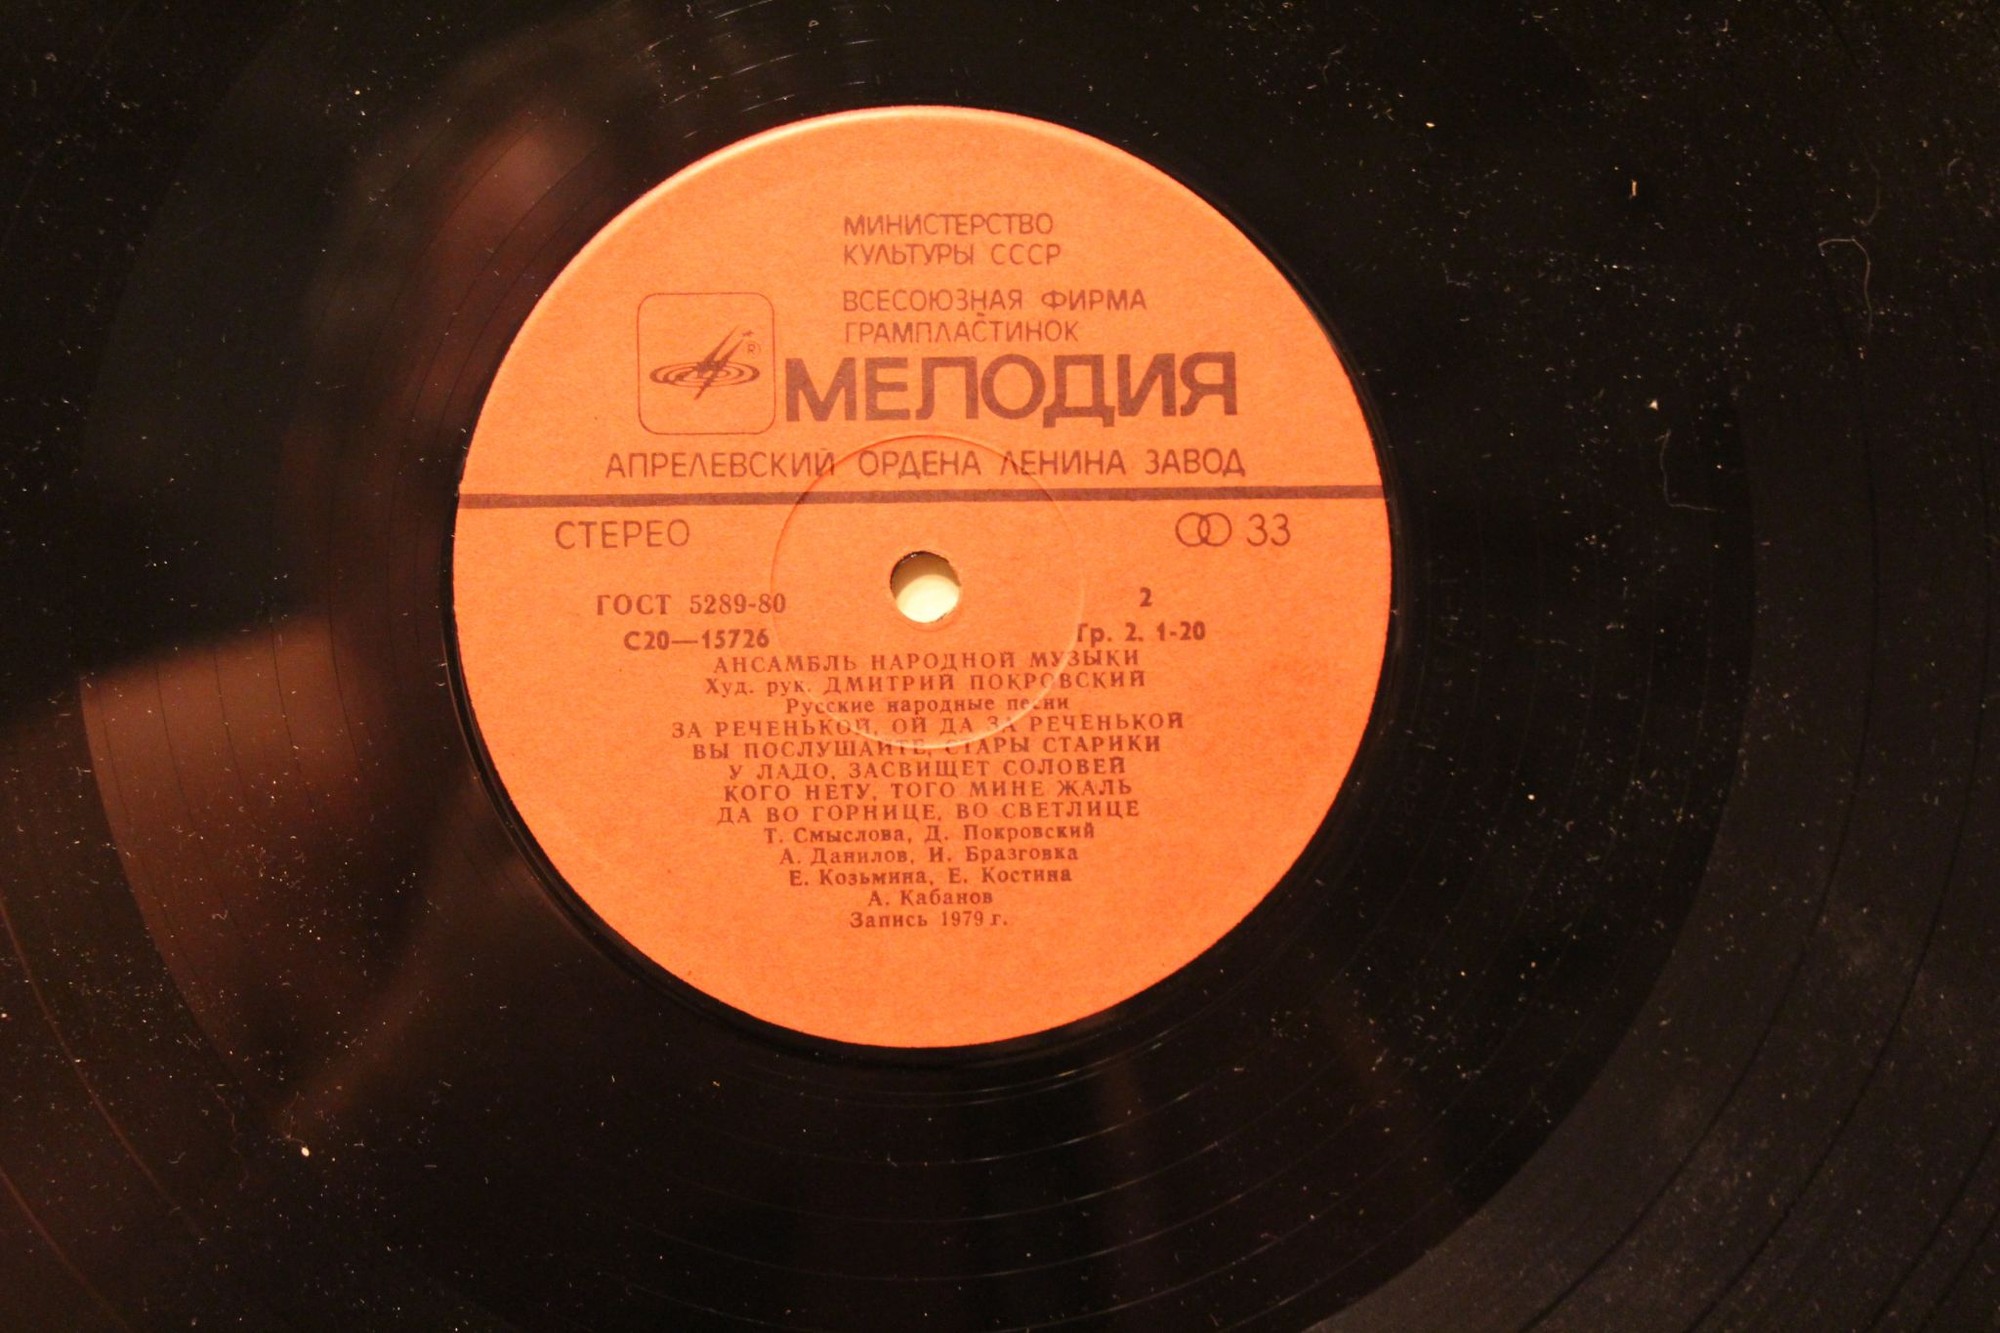 МИНИСТЕРСТВО
КУЛЬТУРЫ СССР
ВСЕСОЮЗНАЯ ФИРМА
ГРАМПЛАСТИНОК
®
МЕЛОДИЯ
АПРЕЛЕВСКИЙ ОРДЕНА ЛЕНИНА ЗАВОД
СТЕРЕО 33
ГОСТ 5289-80 2
С20—15726 Гр. 2. 1-20
АНСАМБЛЬ НАРОДНОЙ МУЗЫКИ
Худ. рук. ДМИТРИЙ ПОКРОВСКИЙ
Русские народные песни
ЗА РЕЧЕНЬКОЙ, ОЙ ДА ЗА РЕЧЕНЬКОЙ
ВЫ ПОСЛУШАЙТЕ, СТАРЫ СТАРИКИ
У ЛАДО, ЗАСВИЩЕТ СОЛОВЕЙ
КОГО НЕТУ, ТОГО МИНЕ ЖАЛЬ
ДА ВО ГОРНИЦЕ, ВО СВЕТЛИЦЕ
Т. Смыслова, Д. Покровский
А. Данилов, И. Бразговка
Е. Козьмина, Е. Костина
А. Кабанов
Запись 1979 г.